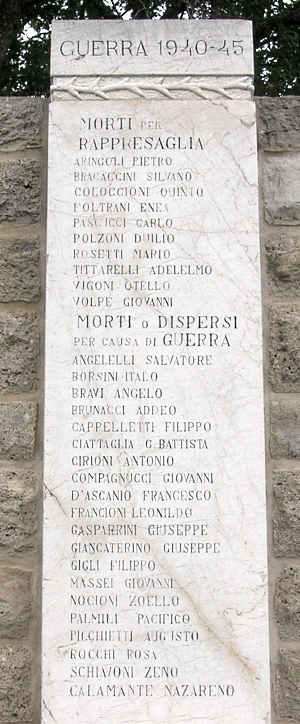 GUERRA 1940-45
MORTI PER
RAPPRESAGLIA
ARINGOLI PIETRO
BRACACCINI SILVANO
COLOCCIONI QUINTO
FOLTRANI ENEA
PASCUCCI CARLO
POLZONI DUILIO
ROSETTI MARIO
TITTARELLI ADELELMO
VIGONI OTELLO
VOLPE GIOVANNI
MORTI O DISPERSI
PER CAUSA DI GUERRA
ANGELELLI SALVATORE
BORSINI ITALO
BRAVI ANGELO
BRUNACCI ADDEO
CAPPELLETTI FILIPPO
CIATTAGLIA G. BATTISTA
CIRIONI ANTONIO
COMPAGNUCCI GIOVANNI
D'ASCANIO FRANCESCO
FRANCIONI LEONILDO
GASPARRINI GIUSEPPE
GIANCATERINO GIUSEPPE
GIGLI FILIPPO
MASSEI GIOVANNI
NOCIONI ZOELLO
PALMILI PACIFICO
PICCHIETTI AUGUSTO
ROCCHI ROSA
SCHIAVONI ZENO
CALAMANTE NAZARENO